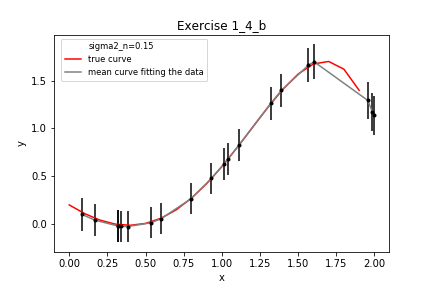 Exercise 1_4_b
sigma2_n=0.15
true curve
mean curve fitting the data
y
1.5
1.0
0.5
0.0
0.00 0.25 0.50 0.75 1.00 1.25 1.50 1.75 2.00
x